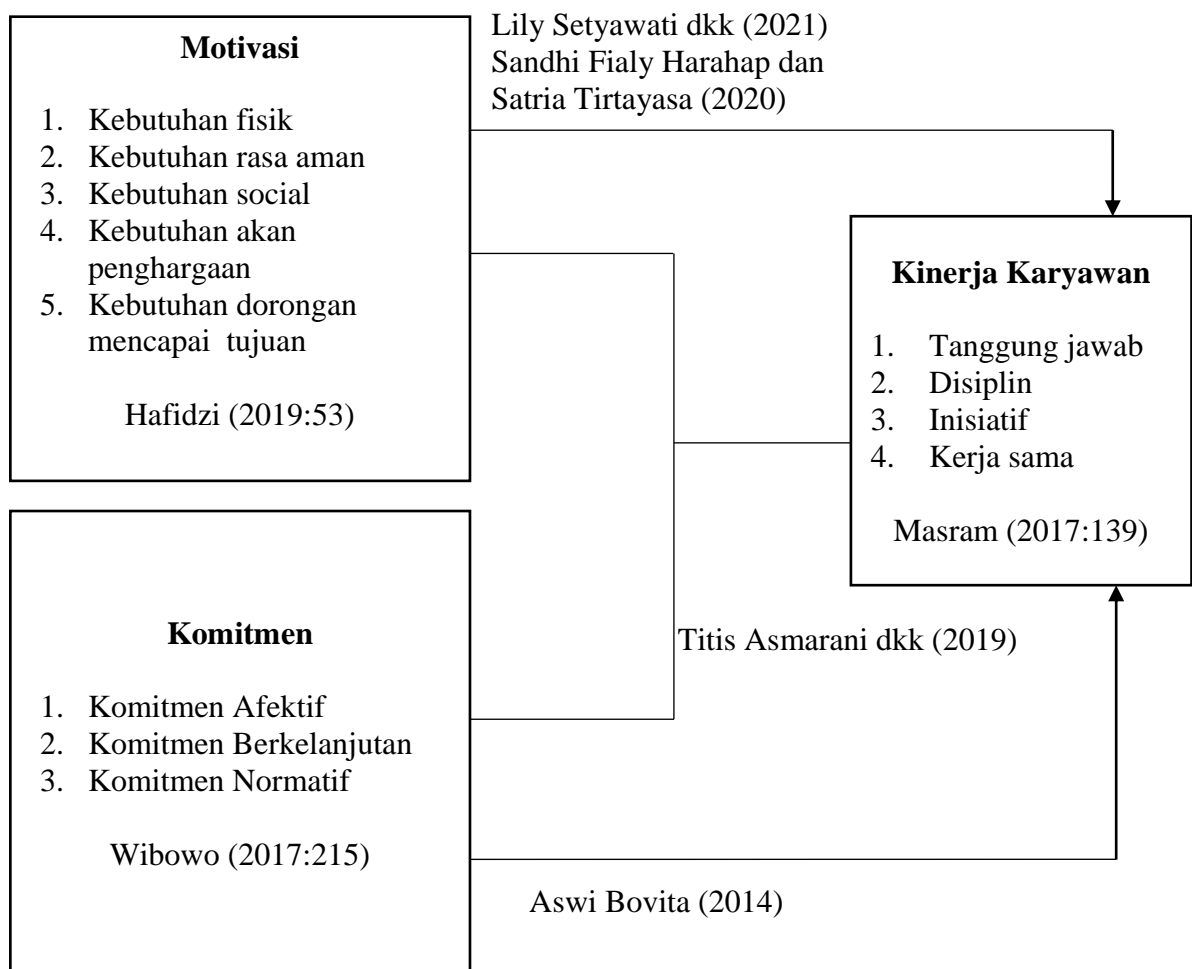 Motivasi
1. Kebutuhan fisik
2. Kebutuhan rasa aman
3. Kebutuhan social
4. Kebutuhan akan
penghargaan
5. Kebutuhan dorongan
mencapai tujuan
Hafidzi (2019:53)
Lily Setyawati dkk (2021)
Sandhi Fialy Harahap dan
Satria Tirtayasa (2020)
Kinerja Karyawan
1. Tanggung jawab
2. Disiplin
3. Inisiatif
4. Kerja sama
Masram (2017:139)
Komitmen
1. Komitmen Afektif
2. Komitmen Berkelanjutan
3. Komitmen Normatif
Wibowo (2017:215)
Titis Asmarani dkk (2019)
Aswi Bovita (2014)